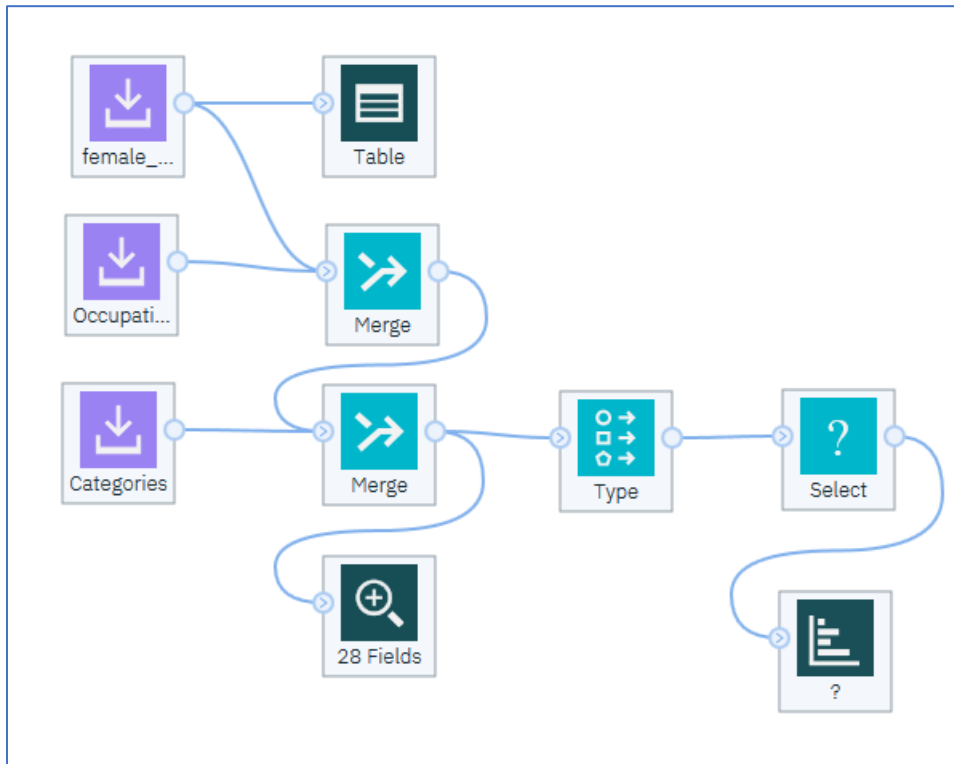 female_...
Table
Occupati...
Merge
Categories
Merge
Type
?
Select
28 Fields
?